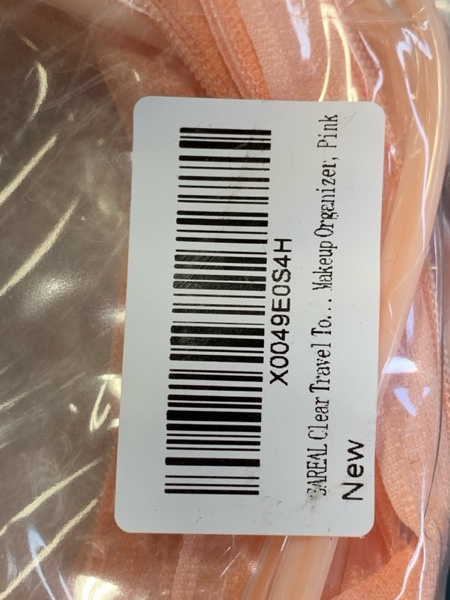 X0049E0S4H
BAREAL Clear Travel To... Makeup Organizer, Pink
New